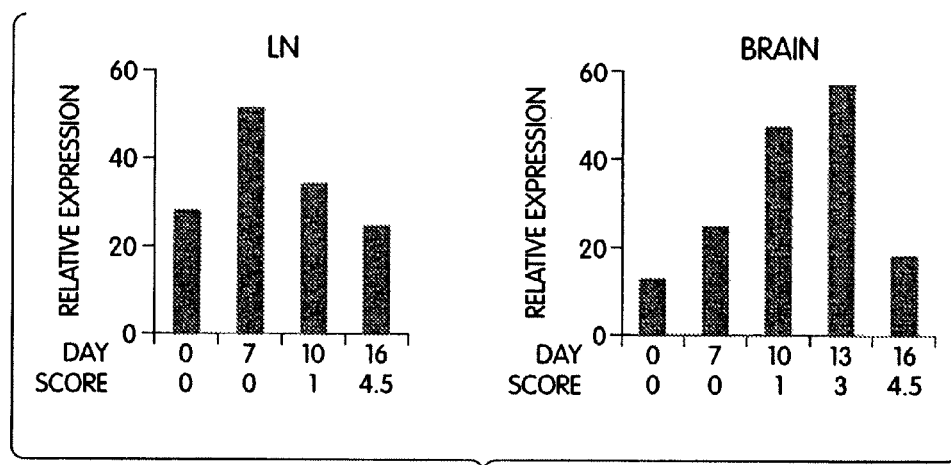 LN
RELATIVE EXPRESSION
60
40
20
0
DAY 0 7 10 16
SCORE 0 0 1 4.5
BRAIN
RELATIVE EXPRESSION
60
40
20
0
DAY 0 7 10 13 16
SCORE 0 0 1 3 4.5